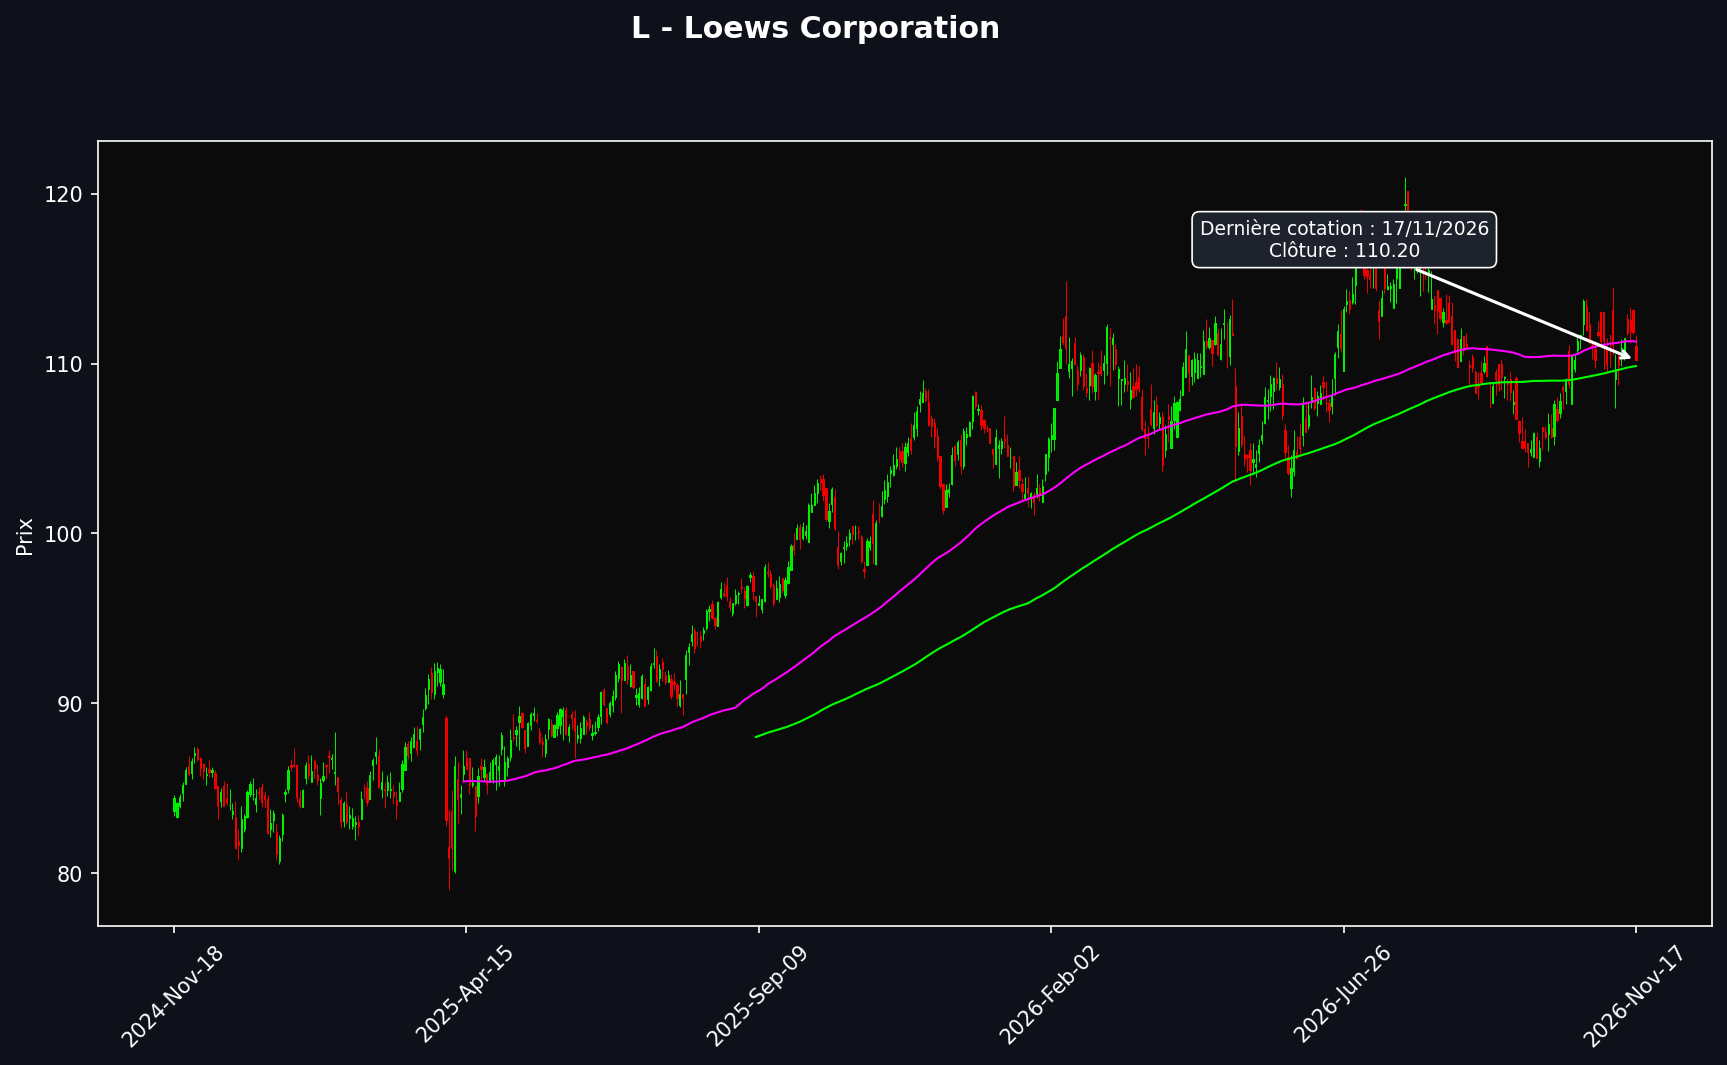 L - Loews Corporation
120
110
100
90
80
Prix
Dernière cotation : 17/11/2026
Clôture : 110.20
2024-Nov-18
2025-Apr-15
2025-Sep-09
2026-Feb-02
2026-Jun-26
2026-Nov-17